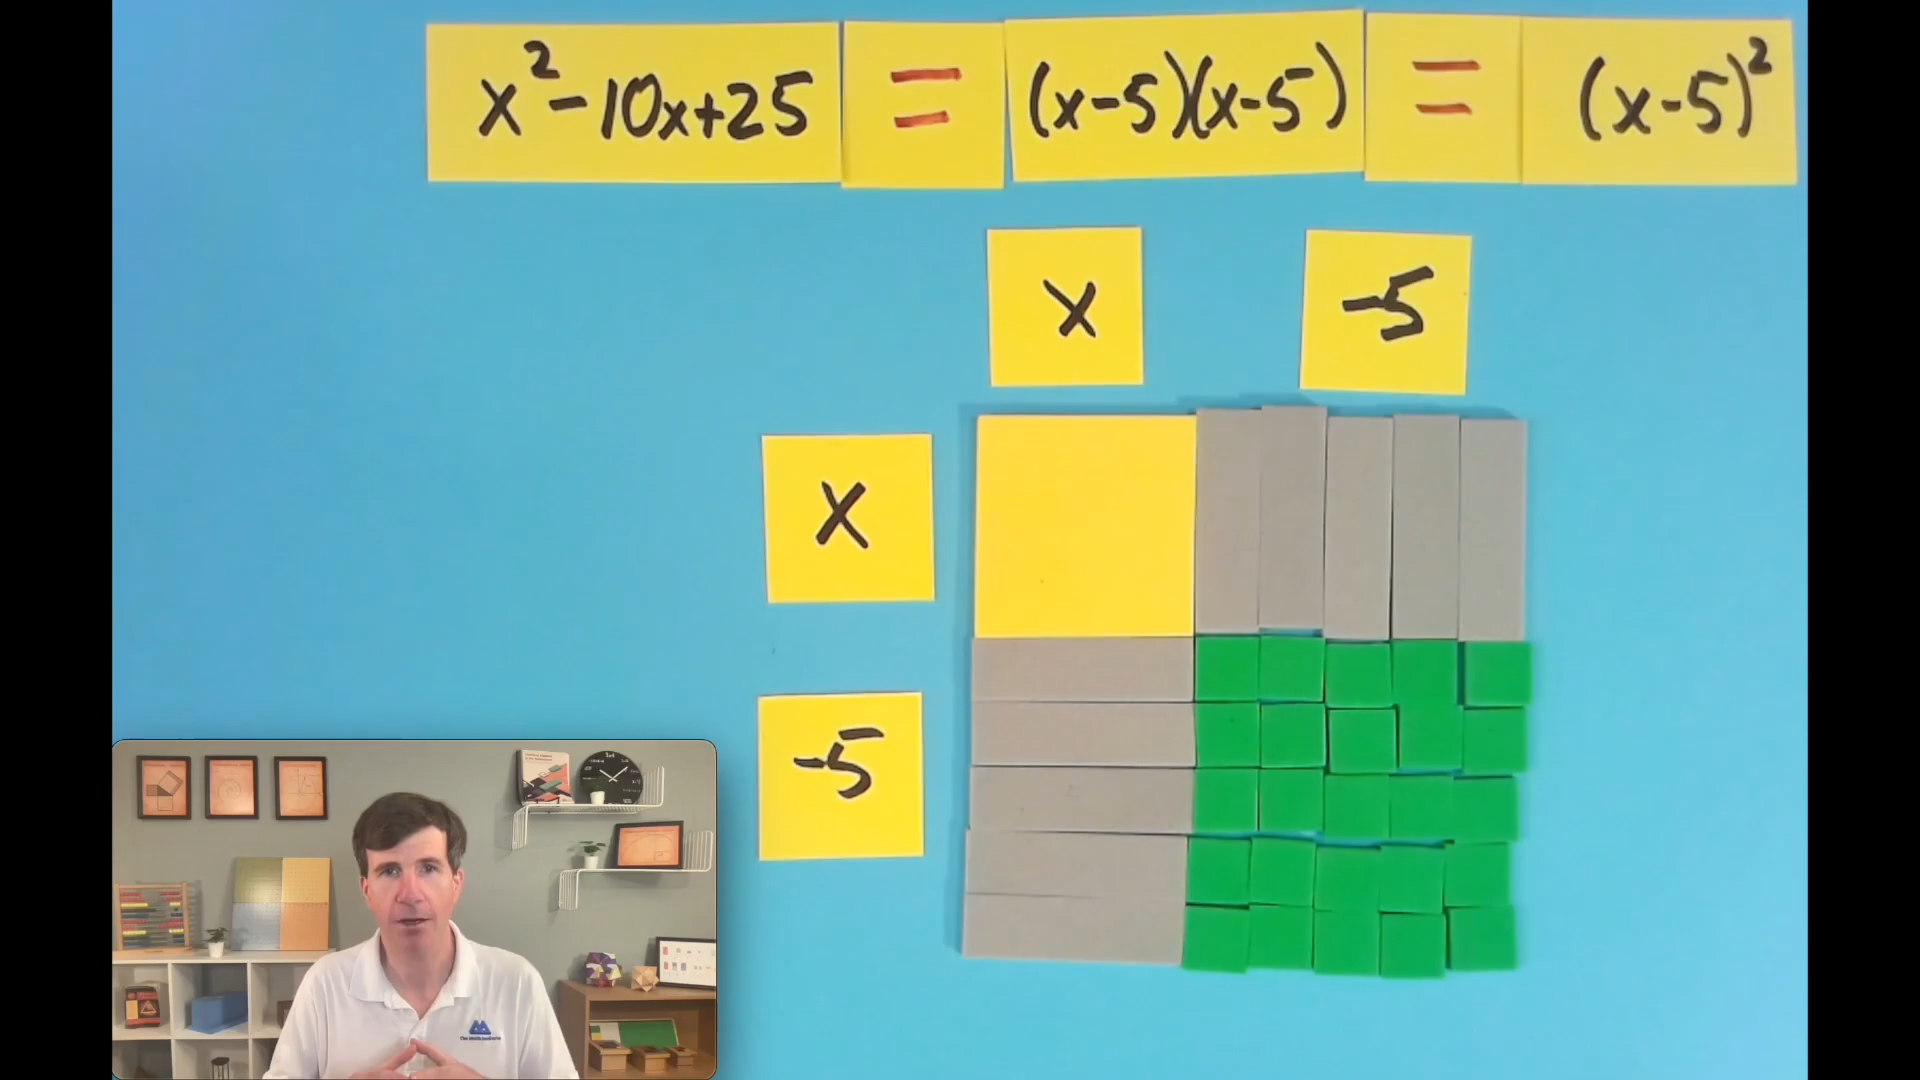 x²-10x+25 = (x-5)(x-5) = (x-5)²
x -5
x
-5